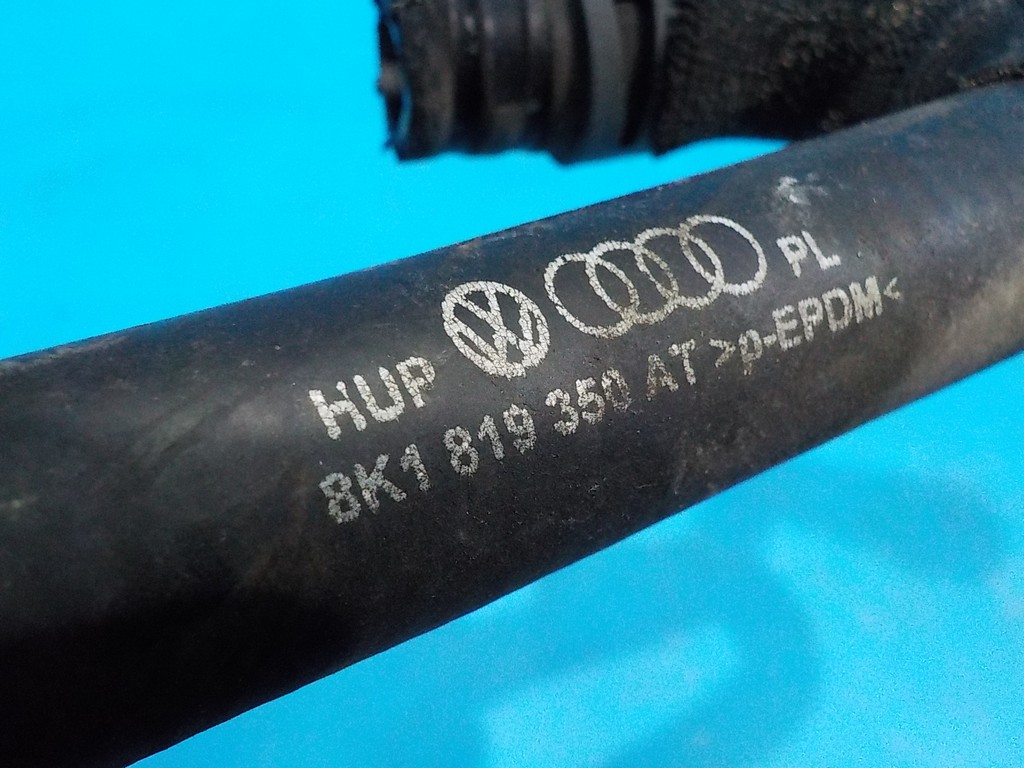 HUP PL
8K1 819 350 AT >p-EPDM<